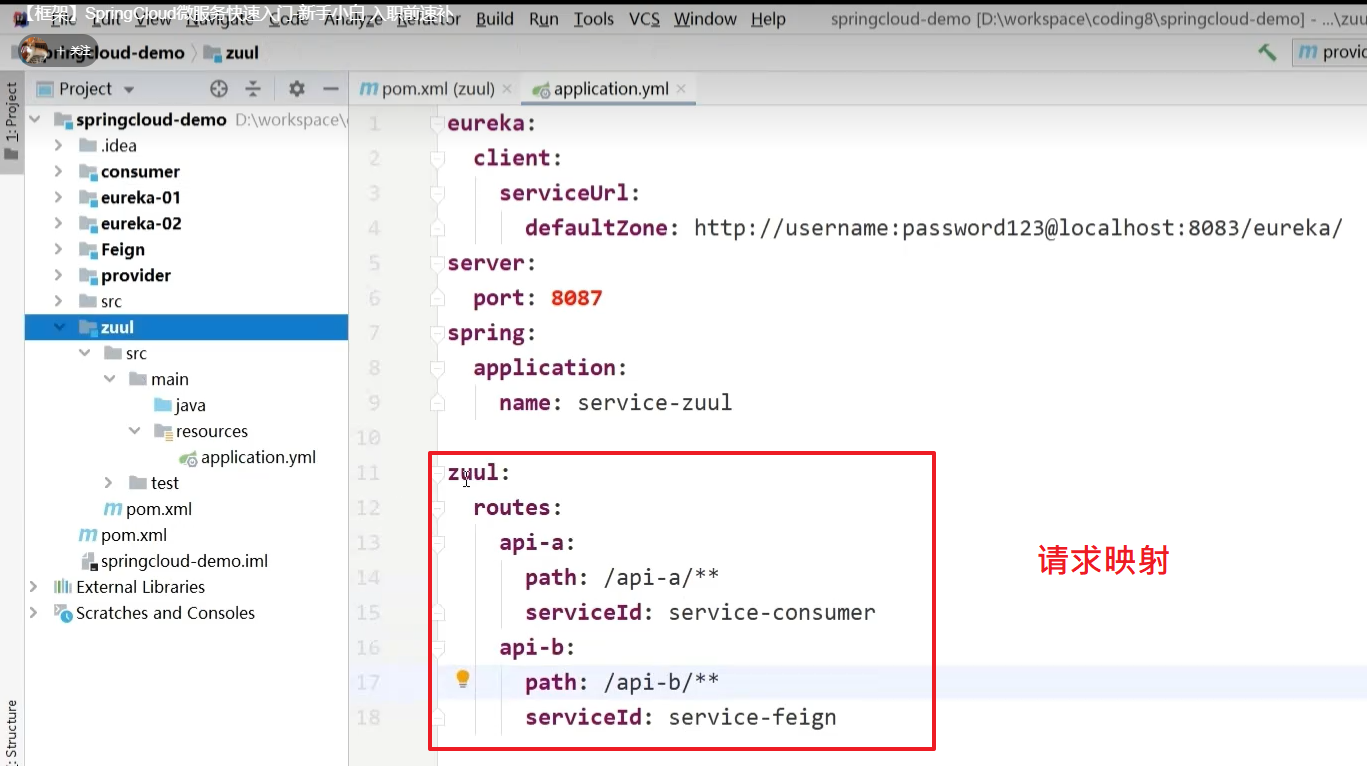 【框架】SpringCloud微服务快速入门-新手小白-入职前速补
File Edit View Navigate Code Analyze Refactor Build Run Tools VCS Window Help springcloud-demo [D:\workspace\coding8\springcloud-demo] - ...\zuul
+ 关注
springcloud-demo zuul
provid
1: Project
Project
pom.xml (zuul) application.yml
springcloud-demo D:\workspace\
.idea
consumer
eureka-01
eureka-02
Feign
provider
src
zuul
src
main
java
resources
application.yml
test
pom.xml
pom.xml
springcloud-demo.iml
External Libraries
Scratches and Consoles
: Structure
1 eureka:
2 client:
3 serviceUrl:
4 defaultZone: http://username:password123@localhost:8083/eureka/
5 server:
6 port: 8087
7 spring:
8 application:
9 name: service-zuul
10
11 zuul:
12 routes:
13 api-a:
14 path: /api-a/**
15 serviceId: service-consumer
16 api-b:
17 path: /api-b/**
18 serviceId: service-feign
请求映射